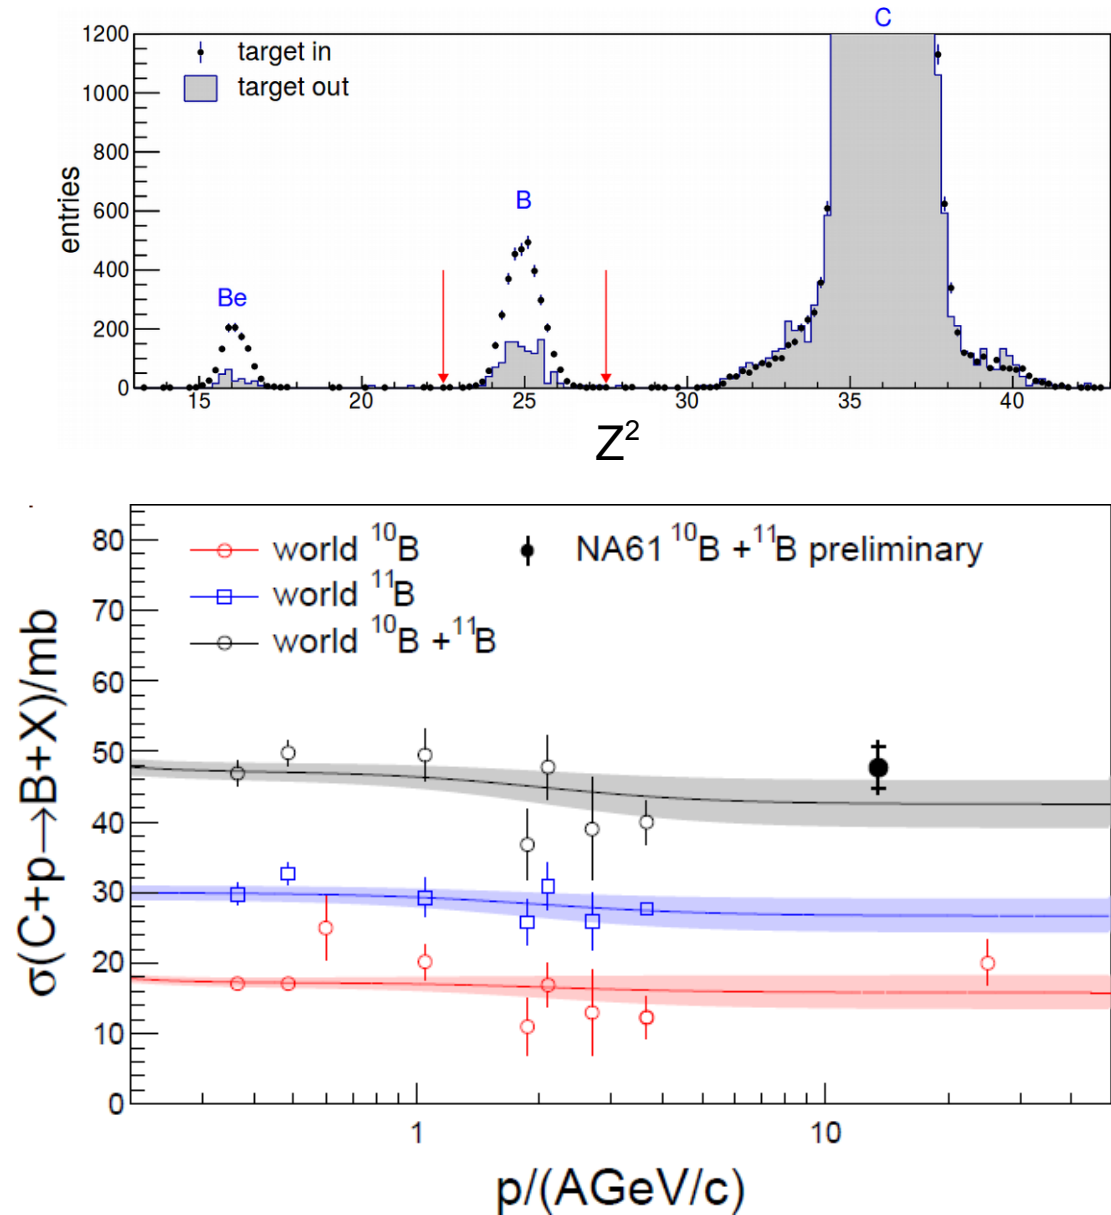 C
1200
target in
target out
1000
800
600
400
200
0
entries
B
Be
15 20 25 30 35 40
Z²
world ¹⁰B
NA61 ¹⁰B +¹¹B preliminary
world ¹¹B
world ¹⁰B +¹¹B
80
70
60
50
40
30
20
10
0
σ(C+p→B+X)/mb
1 10
p/(AGeV/c)